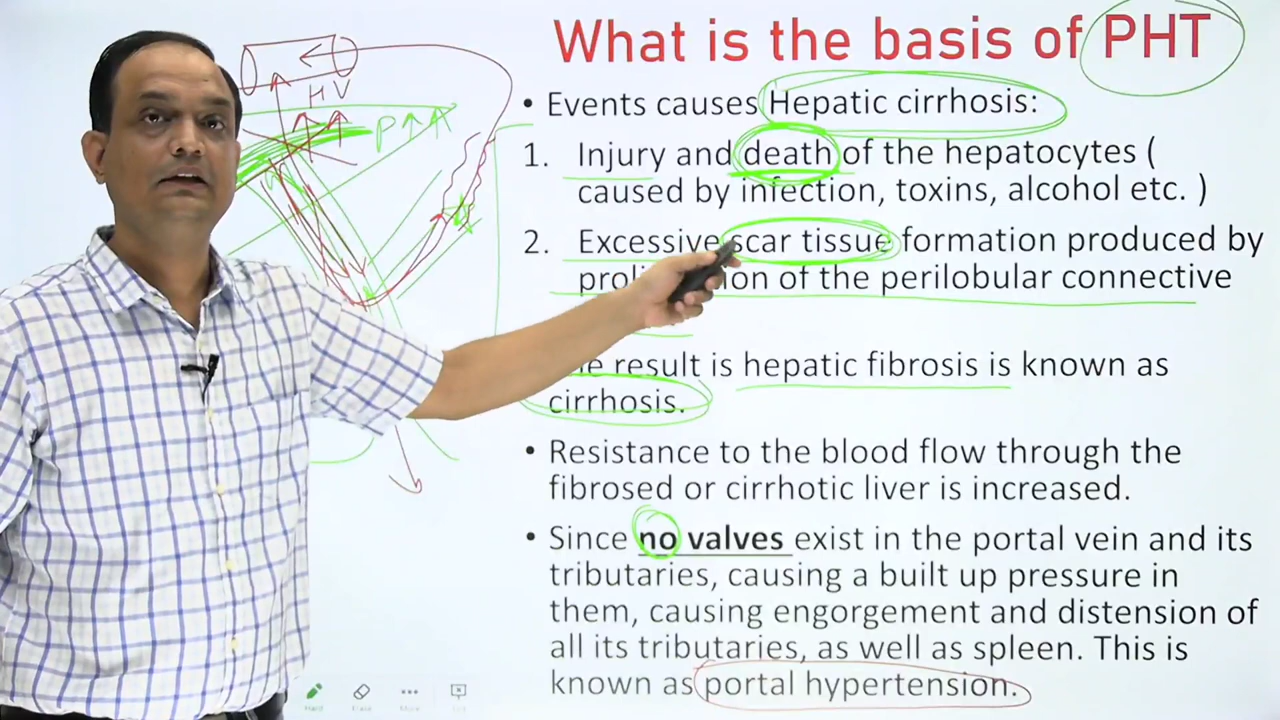 What is the basis of PHT
HV
P
• Events causes Hepatic cirrhosis:
1. Injury and death of the hepatocytes (
caused by infection, toxins, alcohol etc. )
2. Excessive scar tissue formation produced by
of the perilobular connective
result is hepatic fibrosis is known as
cirrhosis.
• Resistance to the blood flow through the
fibrosed or cirrhotic liver is increased.
• Since no valves exist in the portal vein and its
tributaries, causing a built up pressure in
them, causing engorgement and distension of
all its tributaries, as well as spleen. This is
known as portal hypertension.